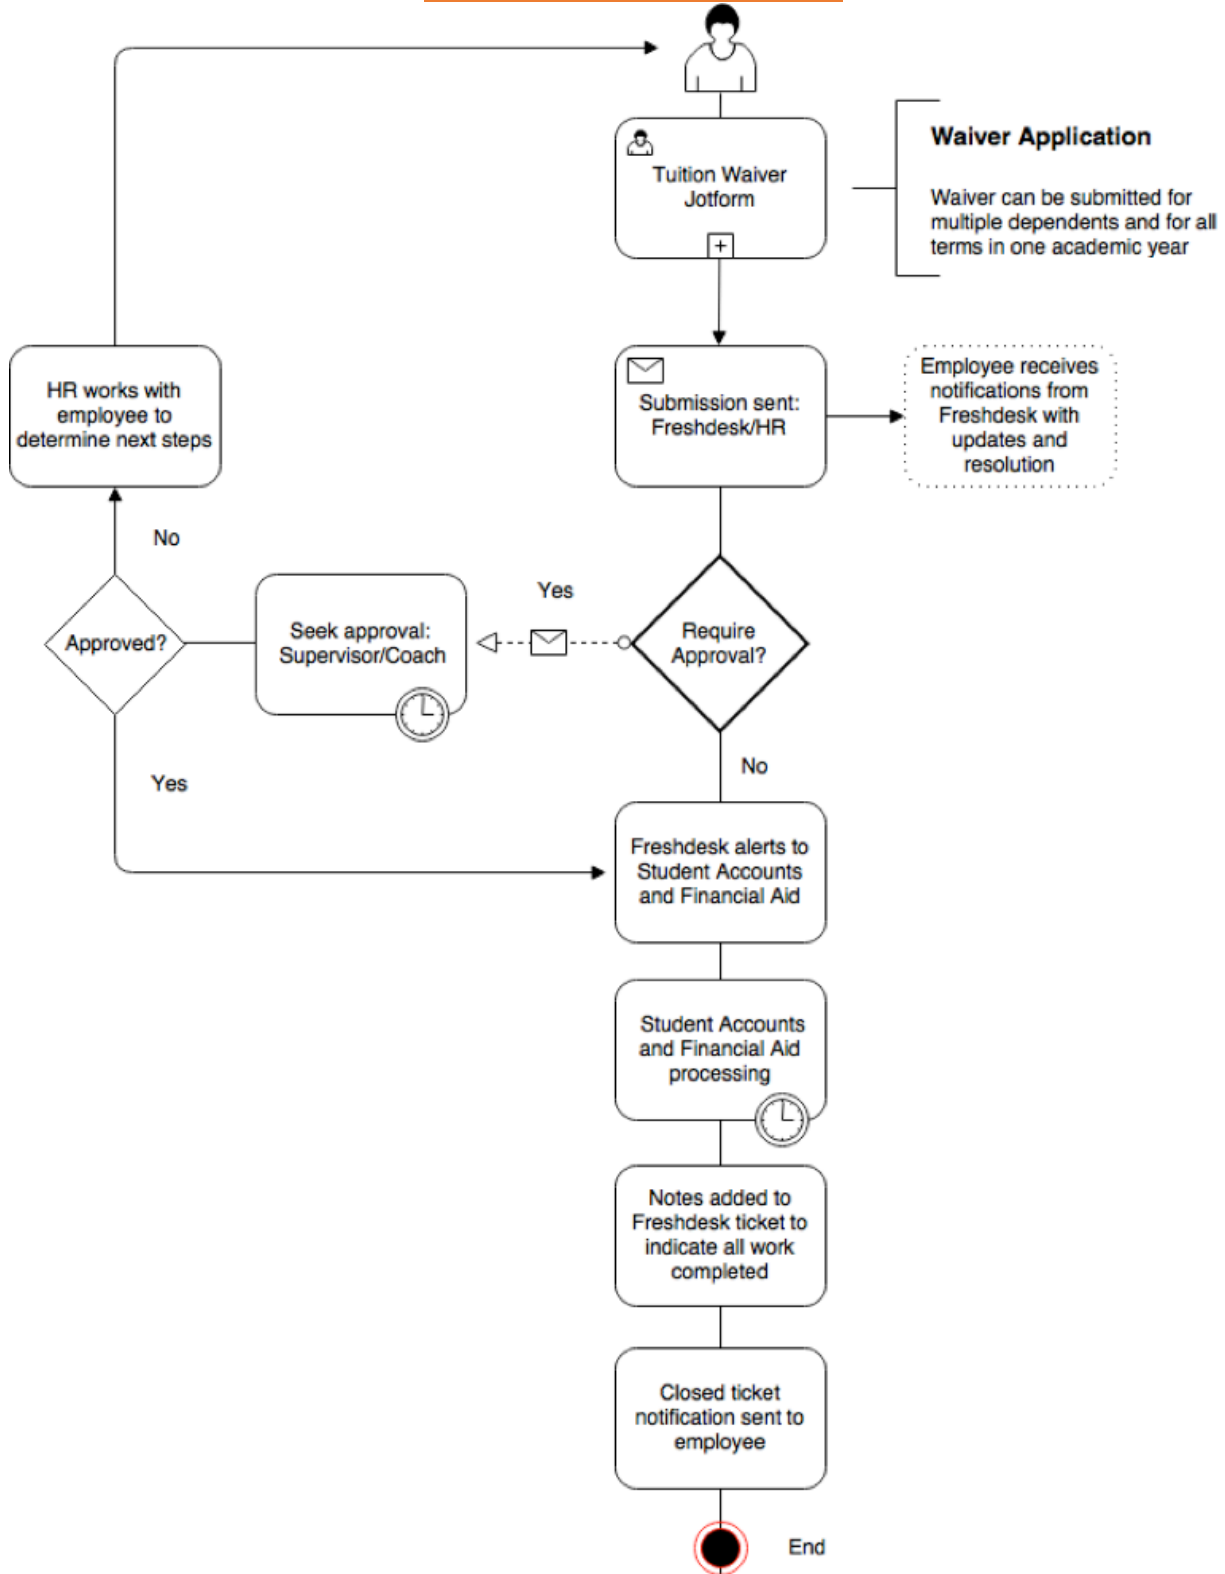 Waiver Application
Waiver can be submitted for
multiple dependents and for all
terms in one academic year
Tuition Waiver
Jotform
Submission sent:
Freshdesk/HR
Employee receives
notifications from
Freshdesk with
updates and
resolution
HR works with
employee to
determine next steps
No
Approved?
Yes
Seek approval:
Supervisor/Coach
Yes
Require
Approval?
No
Freshdesk alerts to
Student Accounts
and Financial Aid
Student Accounts
and Financial Aid
processing
Notes added to
Freshdesk ticket to
indicate all work
completed
Closed ticket
notification sent to
employee
End